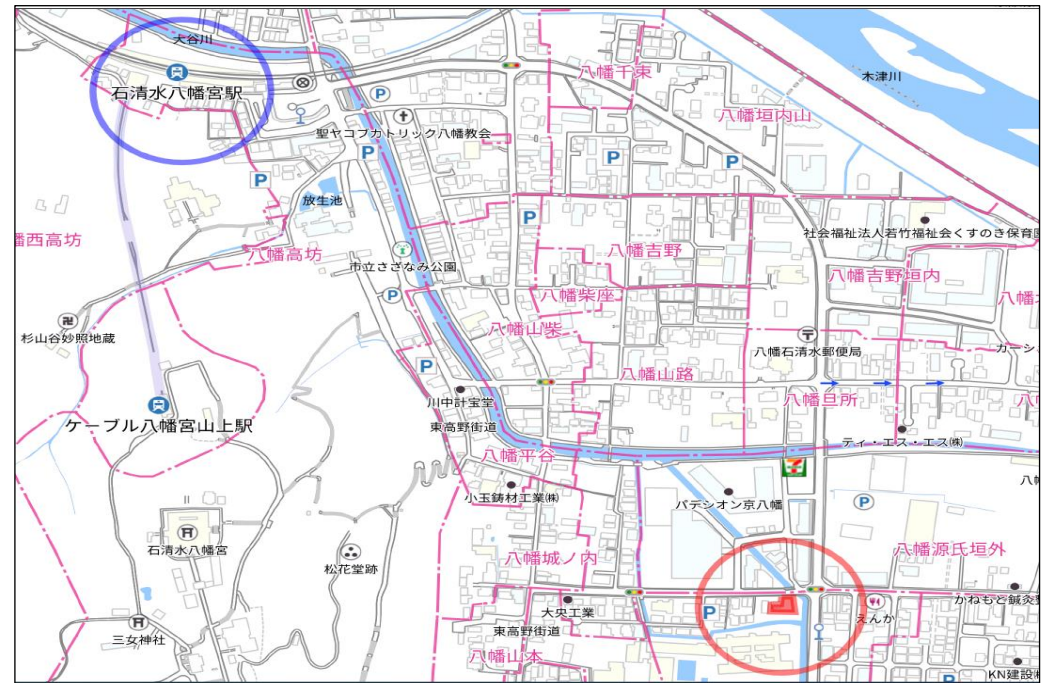 大谷川
石清水八幡宮駅
八幡千束
木津川
八幡垣内山
聖ヤコブカトリック八幡教会
P
P
P
P
P
放生池
P
社会福祉法人若竹福祉会くすのき保育園
幡西高坊
八幡高坊
八幡吉野
市立さざなみ公園
八幡吉野垣内
P
八幡柴座
八幡山柴
杉山谷妙照地蔵
八幡石清水郵便局
カーシ
P
八幡山路
川中計宝堂
八幡旦所
ケーブル八幡宮山上駅
東高野街道
ティ・エス・エス㈱
八幡平谷
7
小玉鋳材工業㈱
パデシオン京八幡
P
石清水八幡宮
松花堂跡
八幡城ノ内
八幡源氏垣外
大央工業
P
かねもと鍼灸整
えんか
三女神社
東高野街道
八幡山本
KN建設㈱
P